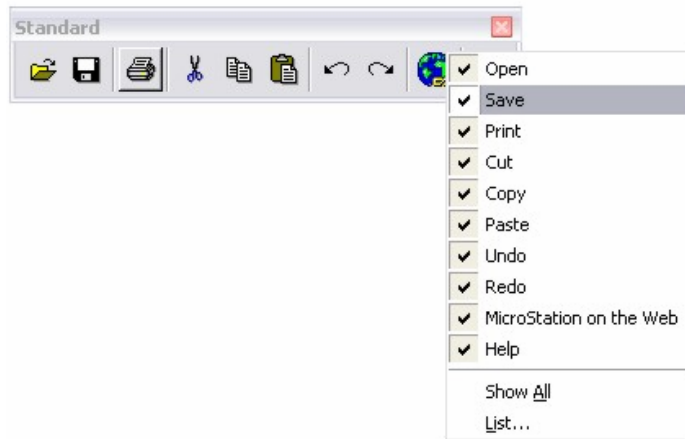 Standard
Open
Save
Print
Cut
Copy
Paste
Undo
Redo
MicroStation on the Web
Help
Show All
List...